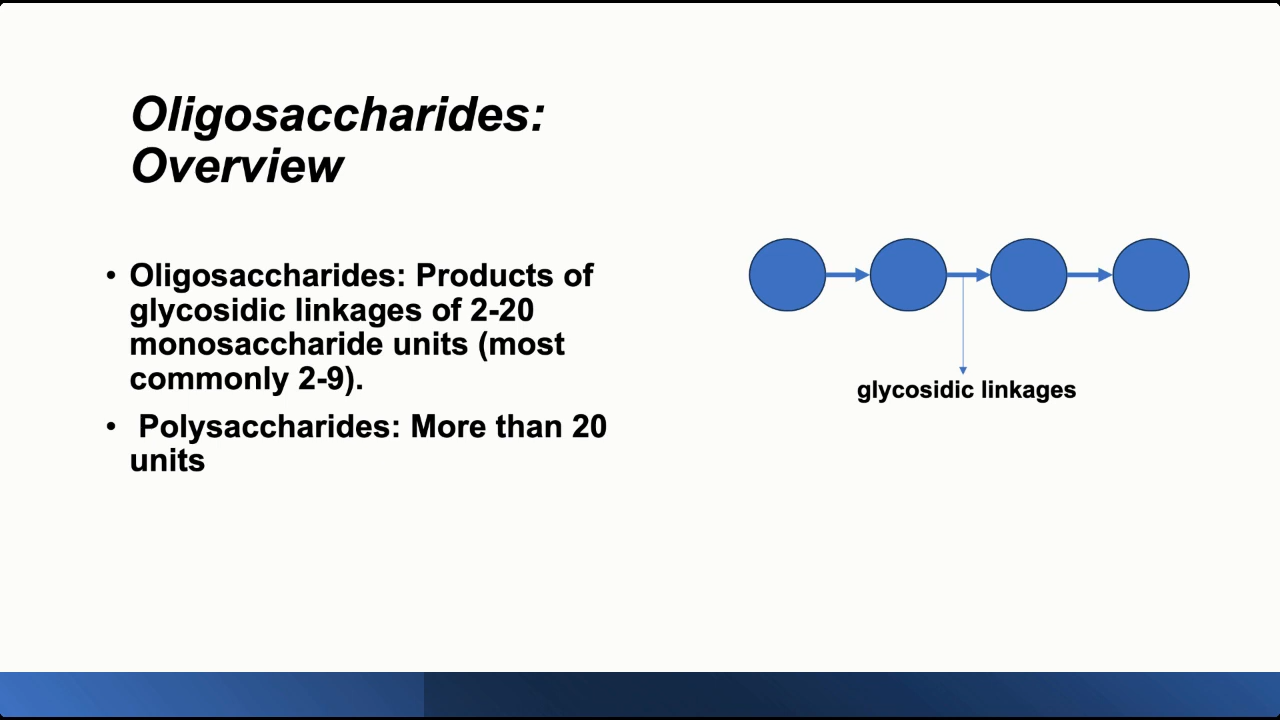 Oligosaccharides:
Overview
• Oligosaccharides: Products of
glycosidic linkages of 2-20
monosaccharide units (most
commonly 2-9).
• Polysaccharides: More than 20
units
glycosidic linkages